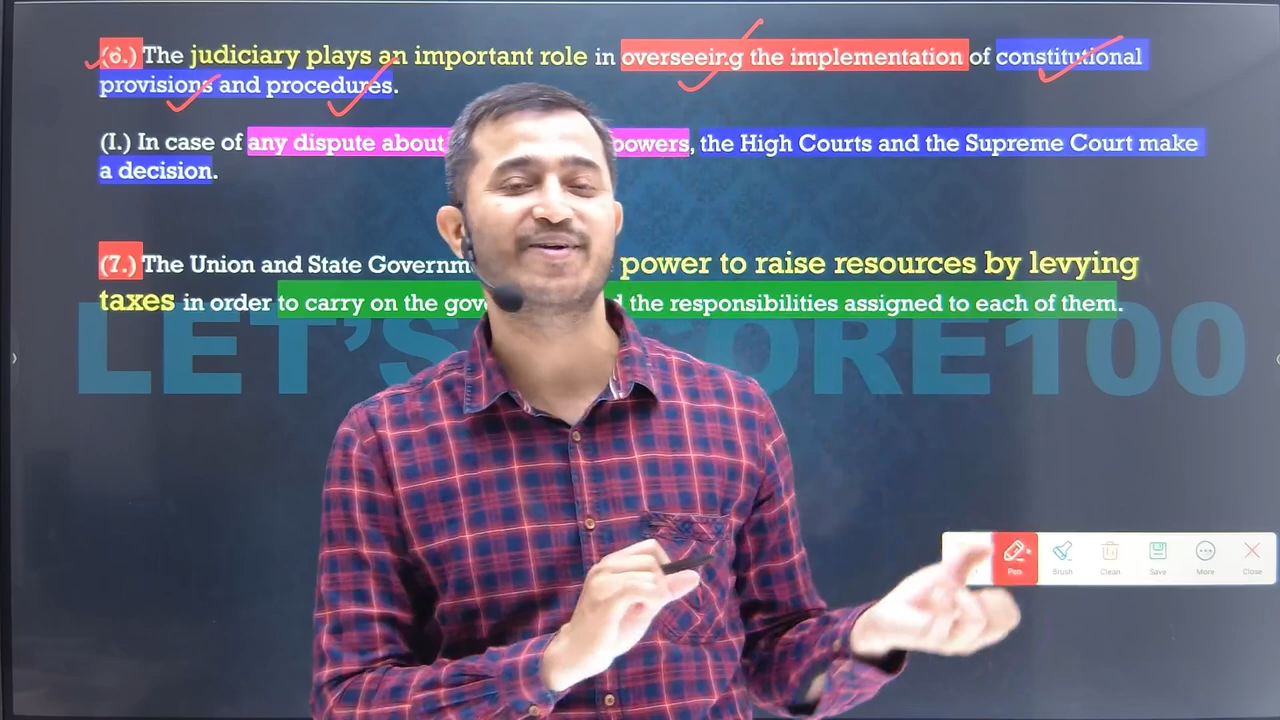 (6.) The judiciary plays an important role in overseeing the implementation of constitutional
provisions and procedures.
(I.) In case of any dispute about powers, the High Courts and the Supreme Court make
a decision.
(7.) The Union and State power to raise resources by levying
taxes in order to carry on the the responsibilities assigned to each of them.
LET'S 100
Pen Brush Clean Save More Close